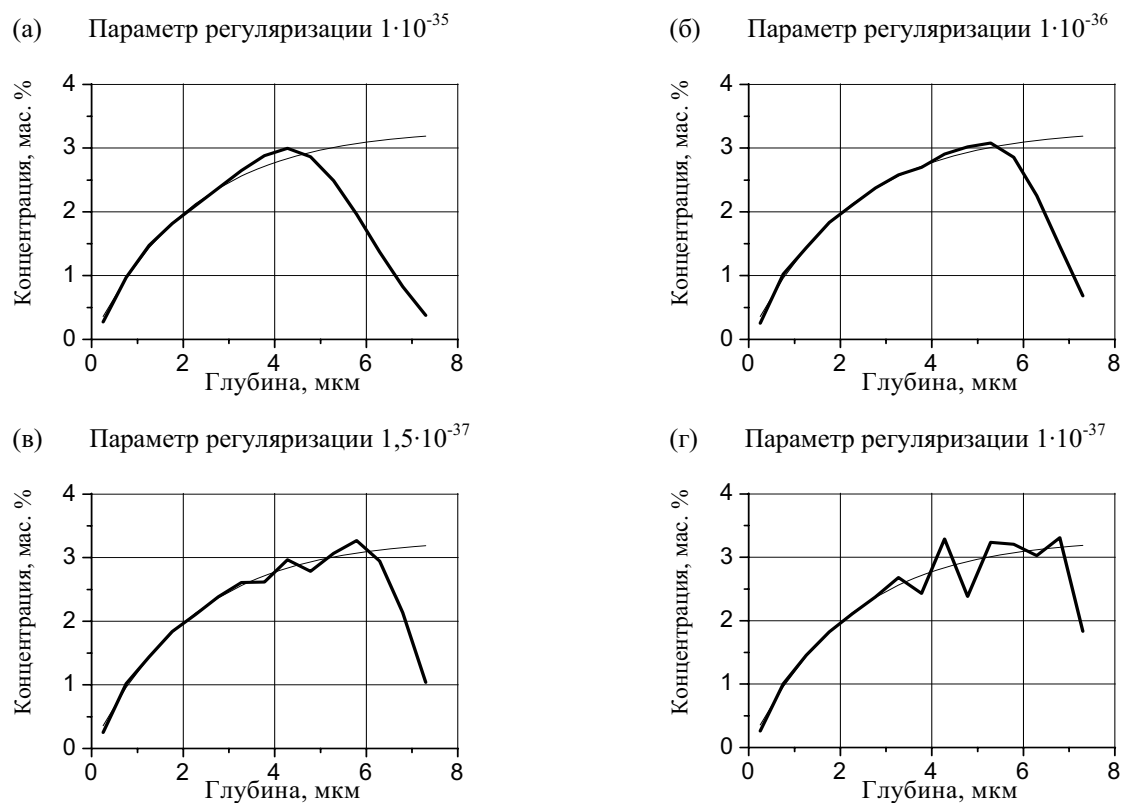 (а) Параметр регуляризации 1·10⁻³⁵
Концентрация, мас. %
4
3
2
1
0
0 2 4 6 8
Глубина, мкм
(б) Параметр регуляризации 1·10⁻³⁶
Концентрация, мас. %
4
3
2
1
0
0 2 4 6 8
Глубина, мкм
(в) Параметр регуляризации 1,5·10⁻³⁷
Концентрация, мас. %
4
3
2
1
0
0 2 4 6 8
Глубина, мкм
(г) Параметр регуляризации 1·10⁻³⁷
Концентрация, мас. %
4
3
2
1
0
0 2 4 6 8
Глубина, мкм